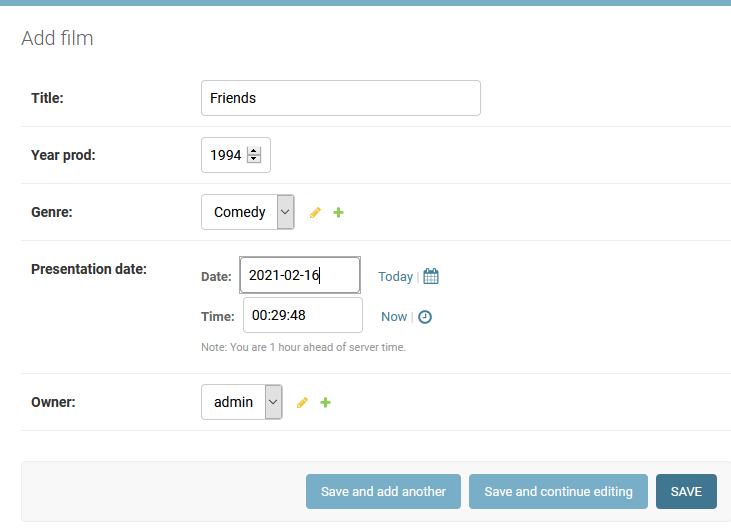 Add film
Title: Friends
Year prod: 1994
Genre: Comedy
Presentation date:
Date: 2021-02-16 Today |
Time: 00:29:48 Now |
Note: You are 1 hour ahead of server time.
Owner: admin
Save and add another Save and continue editing SAVE